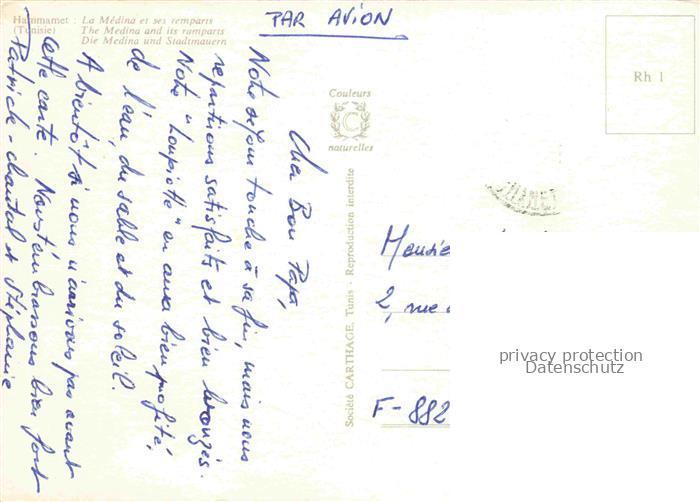 PAR AVION
Hammamet : La Médina et ses remparts
(Tunisie) The Medina and its ramparts
Die Medina und Stadtmauern
Rh 1
Couleurs
C
naturelles
Société CARTHAGE, Tunis - Reproduction interdite
Cher Bon Papa,
Notre séjour touche à sa fin, mais nous
repartirons satisfaits et bien bronzés.
Notre "loupiotte" en aura bien profité,
de l'eau, du sable et du soleil.
A bientôt si nous n'arrivons pas avant
cette carte. Nous t'embrassons bien fort
Patrick - Chantal et Stéphanie
2, rue
F-882
privacy protection
Datenschutz